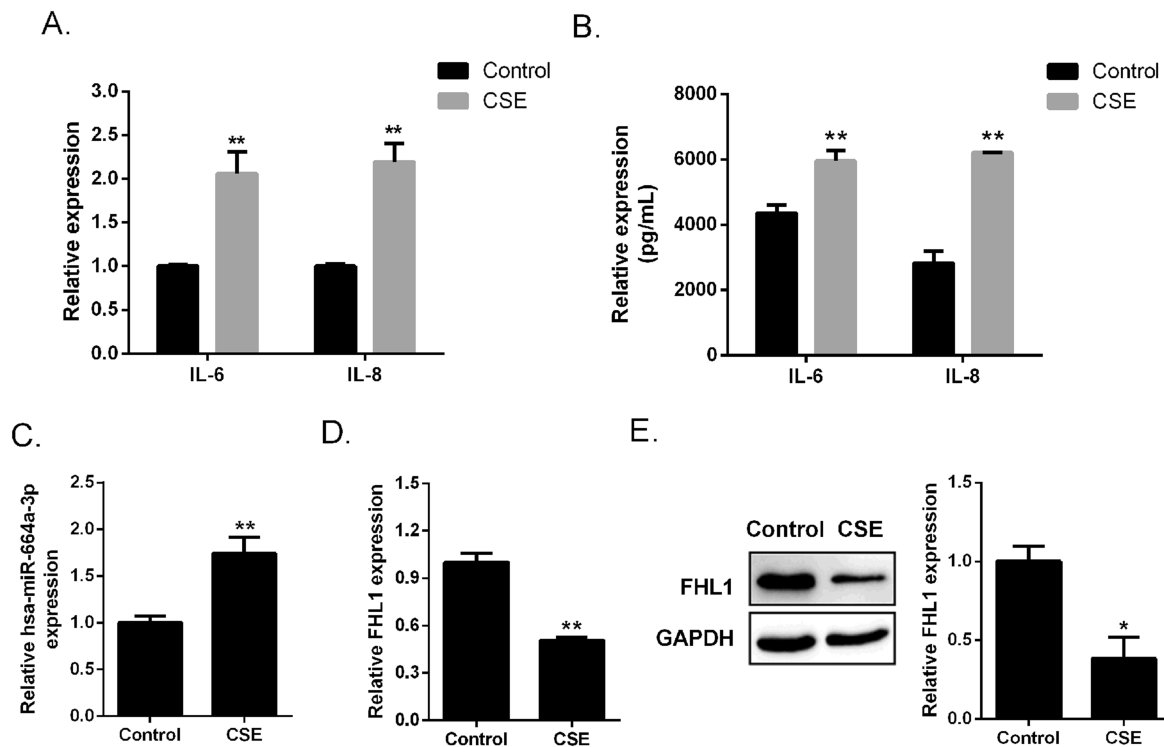 A.
Control
CSE
Relative expression
3.0
2.5
2.0
1.5
1.0
0.5
0.0
**
**
IL-6
IL-8
B.
Control
CSE
Relative expression
(pg/mL)
8000
6000
4000
2000
0
**
**
IL-6
IL-8
C.
Relative hsa-miR-664a-3p
expression
2.5
2.0
1.5
1.0
0.5
0.0
**
Control
CSE
D.
Relative FHL1 expression
1.5
1.2
0.9
0.6
0.3
0.0
**
Control
CSE
E.
Control CSE
FHL1
GAPDH
Relative FHL1 expression
1.5
1.0
0.5
0.0
*
Control
CSE